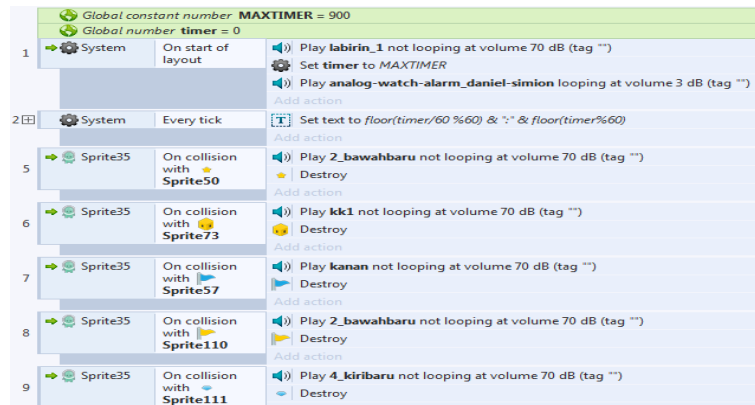 Global constant number MAXTIMER = 900
Global number timer = 0
1
System
On start of layout
Play labirin_1 not looping at volume 70 dB (tag "")
Set timer to MAXTIMER
Play analog-watch-alarm_daniel-simion looping at volume 3 dB (tag "")
Add action
2
System
Every tick
T Set text to floor(timer/60 %60) & ":" & floor(timer%60)
Add action
5
Sprite35
On collision with
Sprite50
Play 2_bawahbaru not looping at volume 70 dB (tag "")
Destroy
Add action
6
Sprite35
On collision with
Sprite73
Play kk1 not looping at volume 70 dB (tag "")
Destroy
Add action
7
Sprite35
On collision with
Sprite57
Play kanan not looping at volume 70 dB (tag "")
Destroy
Add action
8
Sprite35
On collision with
Sprite110
Play 2_bawahbaru not looping at volume 70 dB (tag "")
Destroy
Add action
9
Sprite35
On collision with
Sprite111
Play 4_kiribaru not looping at volume 70 dB (tag "")
Destroy